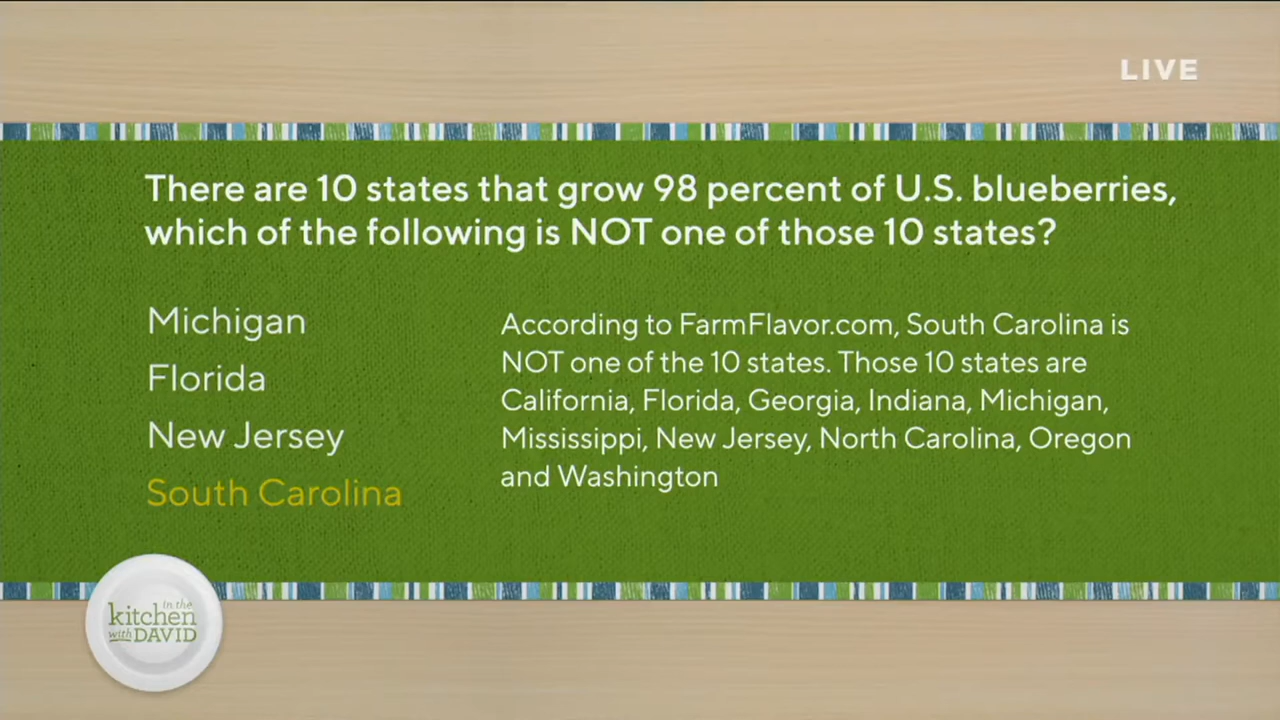 LIVE
There are 10 states that grow 98 percent of U.S. blueberries,
which of the following is NOT one of those 10 states?
Michigan
Florida
New Jersey
South Carolina
According to FarmFlavor.com, South Carolina is
NOT one of the 10 states. Those 10 states are
California, Florida, Georgia, Indiana, Michigan,
Mississippi, New Jersey, North Carolina, Oregon
and Washington
in the
kitchen
with DAVID